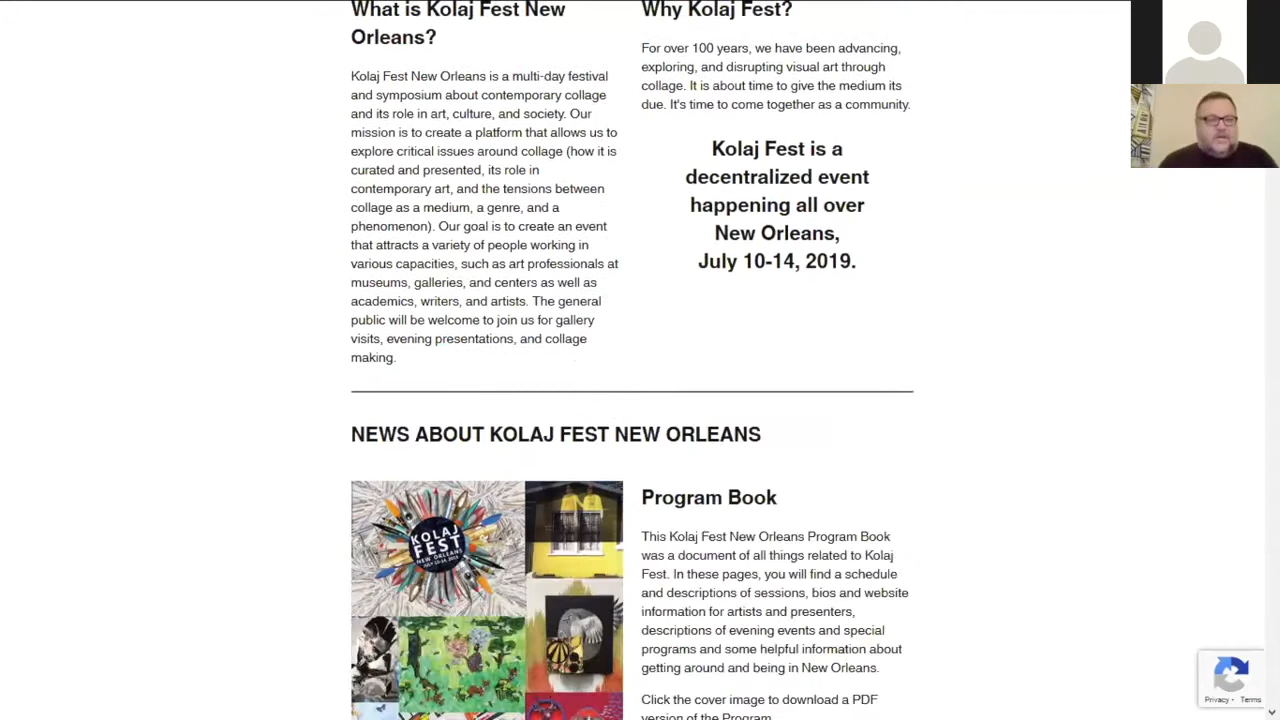 What is Kolaj Fest New
Orleans?
Kolaj Fest New Orleans is a multi-day festival
and symposium about contemporary collage
and its role in art, culture, and society. Our
mission is to create a platform that allows us to
explore critical issues around collage (how it is
curated and presented, its role in
contemporary art, and the tensions between
collage as a medium, a genre, and a
phenomenon). Our goal is to create an event
that attracts a variety of people working in
various capacities, such as art professionals at
museums, galleries, and centers as well as
academics, writers, and artists. The general
public will be welcome to join us for gallery
visits, evening presentations, and collage
making.
Why Kolaj Fest?
For over 100 years, we have been advancing,
exploring, and disrupting visual art through
collage. It is about time to give the medium its
due. It's time to come together as a community.
Kolaj Fest is a
decentralized event
happening all over
New Orleans,
July 10-14, 2019.
NEWS ABOUT KOLAJ FEST NEW ORLEANS
KOLAJ
FEST
NEW ORLEANS
JULY 10-14, 2019
Program Book
This Kolaj Fest New Orleans Program Book
was a document of all things related to Kolaj
Fest. In these pages, you will find a schedule
and descriptions of sessions, bios and website
information for artists and presenters,
descriptions of evening events and special
programs and some helpful information about
getting around and being in New Orleans.
Click the cover image to download a PDF
version of the Program
Privacy - Terms